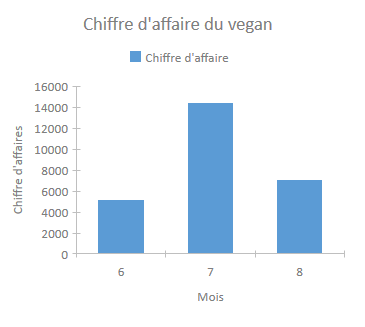 Chiffre d'affaire du vegan
Chiffre d'affaire
Chiffre d'affaires
16000
14000
12000
10000
8000
6000
4000
2000
0
6 7 8
Mois